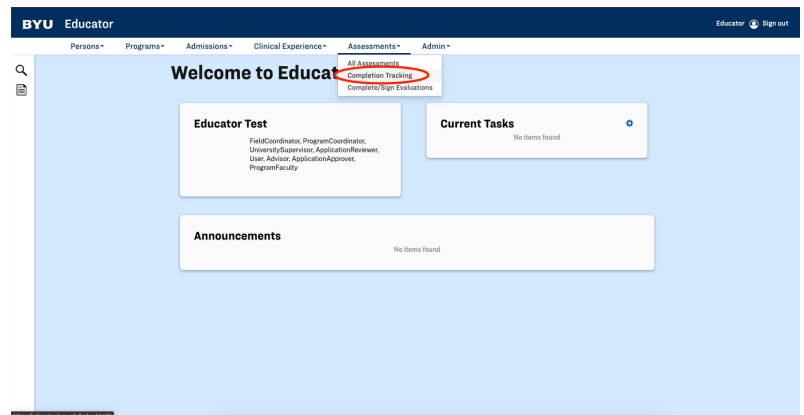 BYU Educator
Educator Sign out
Persons Programs Admissions Clinical Experience Assessments Admin
All Assessments
Completion Tracking
Complete/Sign Evaluations
Welcome to Educat
Educator Test
FieldCoordinator, ProgramCoordinator,
UniversitySupervisor, ApplicationReviewer,
User, Advisor, ApplicationApprover,
ProgramFaculty
Current Tasks
No items found
Announcements
No items found